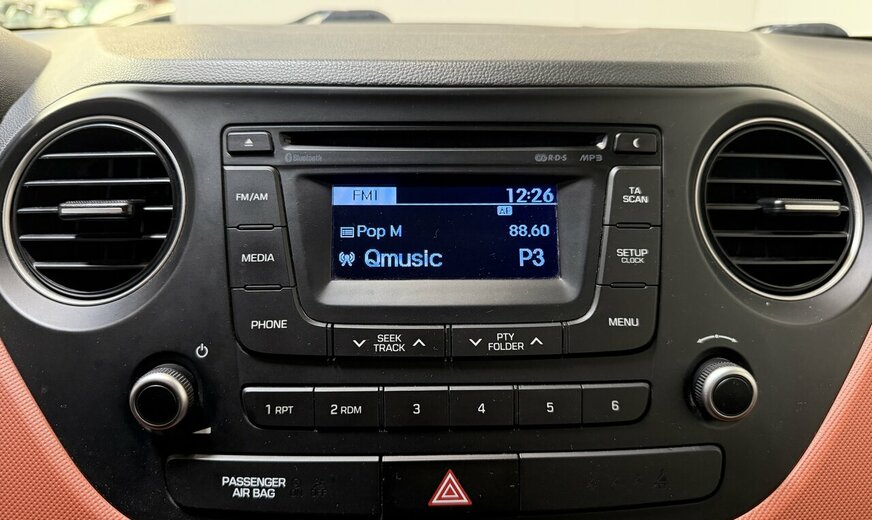 Bluetooth
R·D·S
MP3
FM/AM
MEDIA
PHONE
FM1
12:26
AF
Pop M
88.60
Qmusic
P3
TA
SCAN
SETUP
CLOCK
MENU
SEEK
TRACK
PTY
FOLDER
1 RPT
2 RDM
3
4
5
6
PASSENGER
AIR BAG